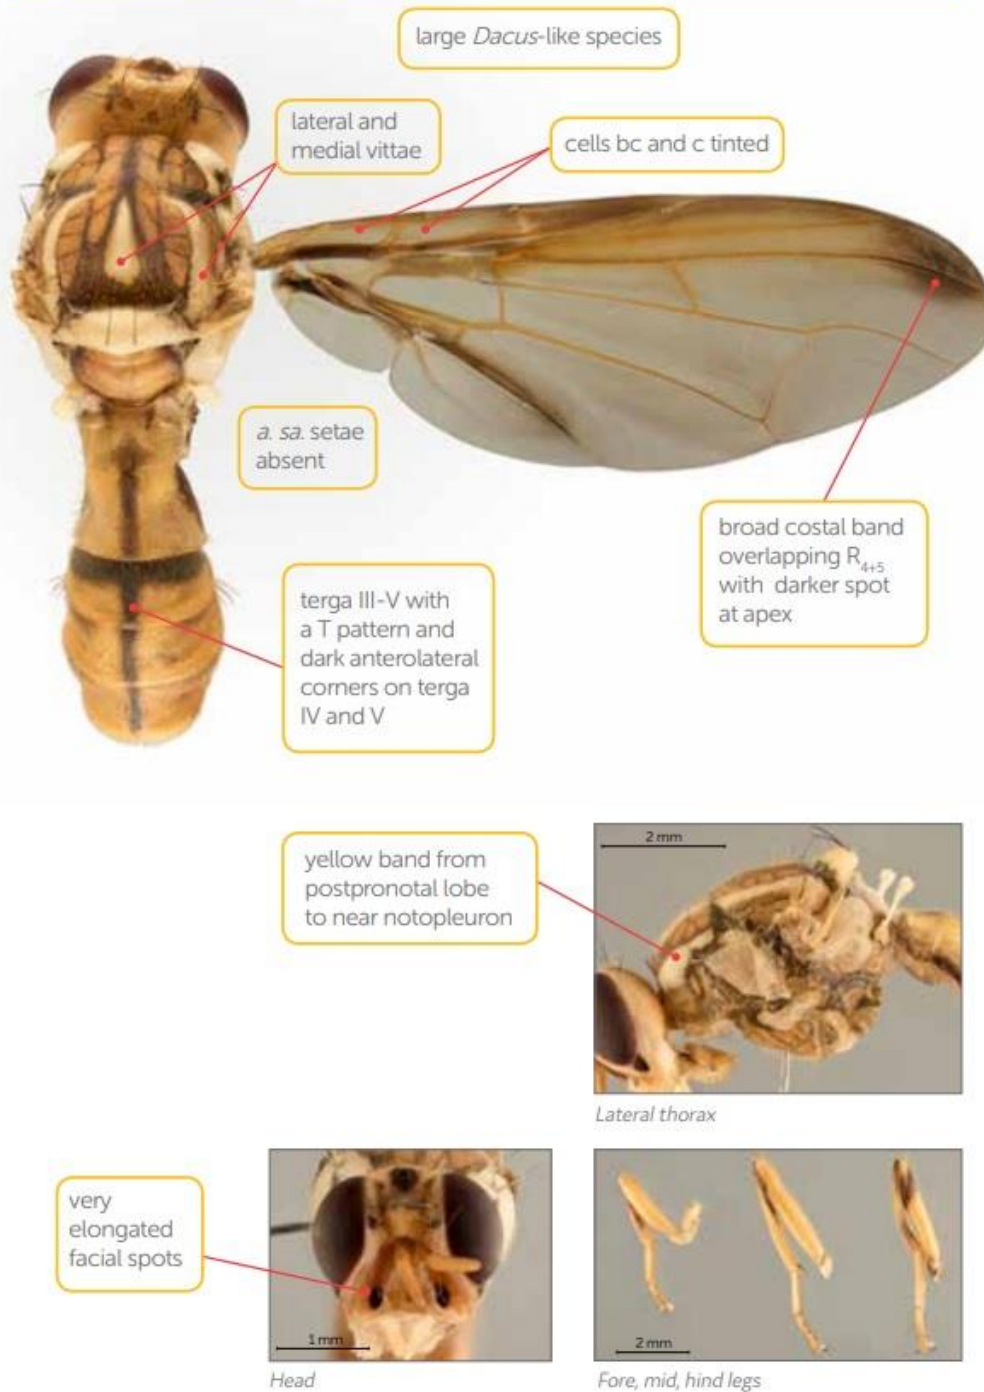 large Dacus-like species
lateral and
medial vittae
cells bc and c tinted
a. sa. setae
absent
broad costal band
overlapping R4+5
with darker spot
at apex
terga III-V with
a T pattern and
dark anterolateral
corners on terga
IV and V
yellow band from
postpronotal lobe
to near notopleuron
2 mm
Lateral thorax
very
elongated
facial spots
1 mm
Head
2 mm
Fore, mid, hind legs